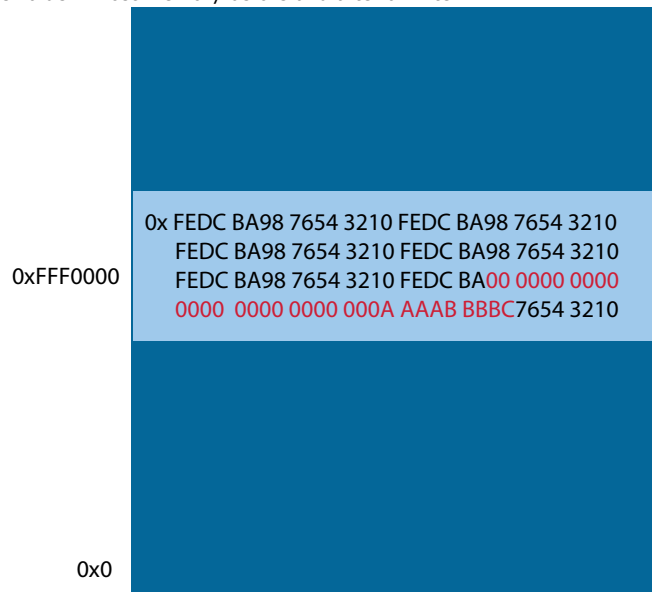 0x FEDC BA98 7654 3210 FEDC BA98 7654 3210
FEDC BA98 7654 3210 FEDC BA98 7654 3210
0xFFF0000
FEDC BA98 7654 3210 FEDC BA00 0000 0000
0000 0000 0000 000A AAAB BBBC7654 3210
0x0